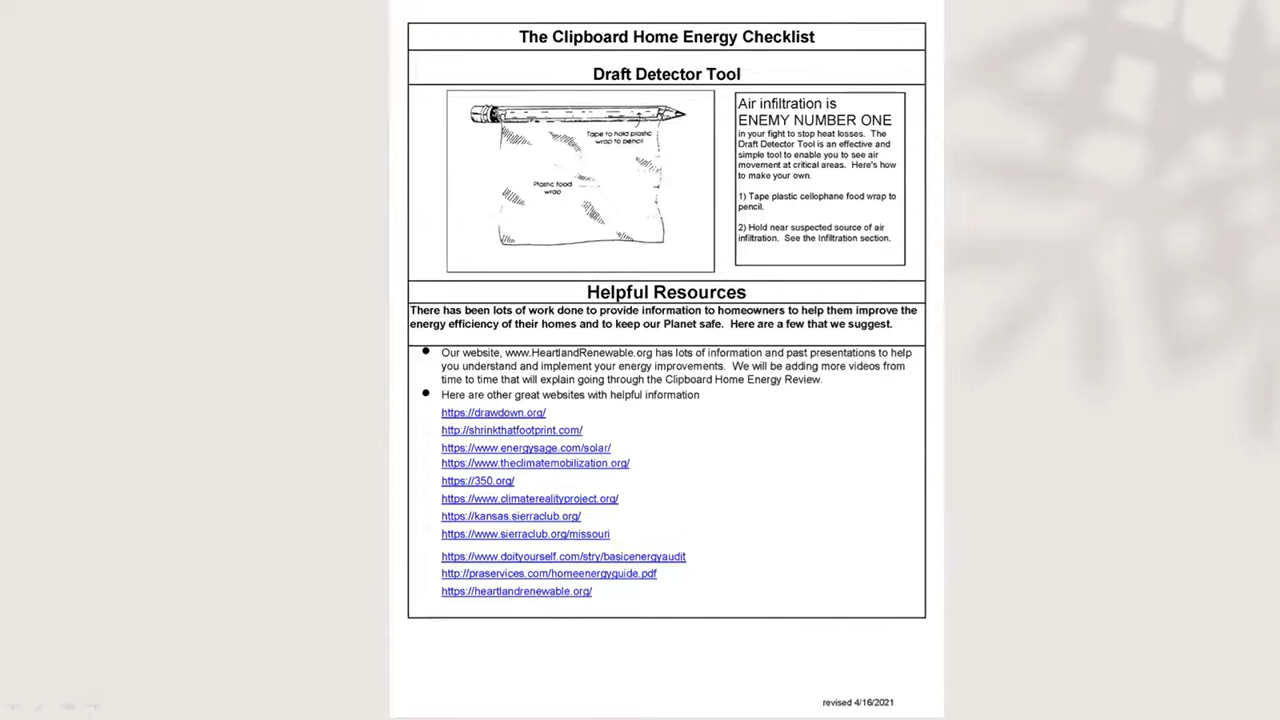 The Clipboard Home Energy Checklist
Draft Detector Tool
Tape to hold plastic
wrap to pencil
Plastic food
wrap
Air infiltration is
ENEMY NUMBER ONE
in your fight to stop heat losses. The
Draft Detector Tool is an effective and
simple tool to enable you to see air
movement at critical areas. Here's how
to make your own.
1) Tape plastic cellophane food wrap to
pencil.
2) Hold near suspected source of air
infiltration. See the Infiltration section.
Helpful Resources
There has been lots of work done to provide information to homeowners to help them improve the
energy efficiency of their homes and to keep our Planet safe. Here are a few that we suggest.
● Our website, www.HeartlandRenewable.org has lots of information and past presentations to help
you understand and implement your energy improvements. We will be adding more videos from
time to time that will explain going through the Clipboard Home Energy Review.
● Here are other great websites with helpful information
https://drawdown.org/
http://shrinkthatfootprint.com/
https://www.energysage.com/solar/
https://www.theclimatemobilization.org/
https://350.org/
https://www.climaterealityproject.org/
https://kansas.sierraclub.org/
https://www.sierraclub.org/missouri
https://www.doityourself.com/stry/basicenergyaudit
http://praservices.com/homeenergyguide.pdf
https://heartlandrenewable.org/
revised 4/16/2021